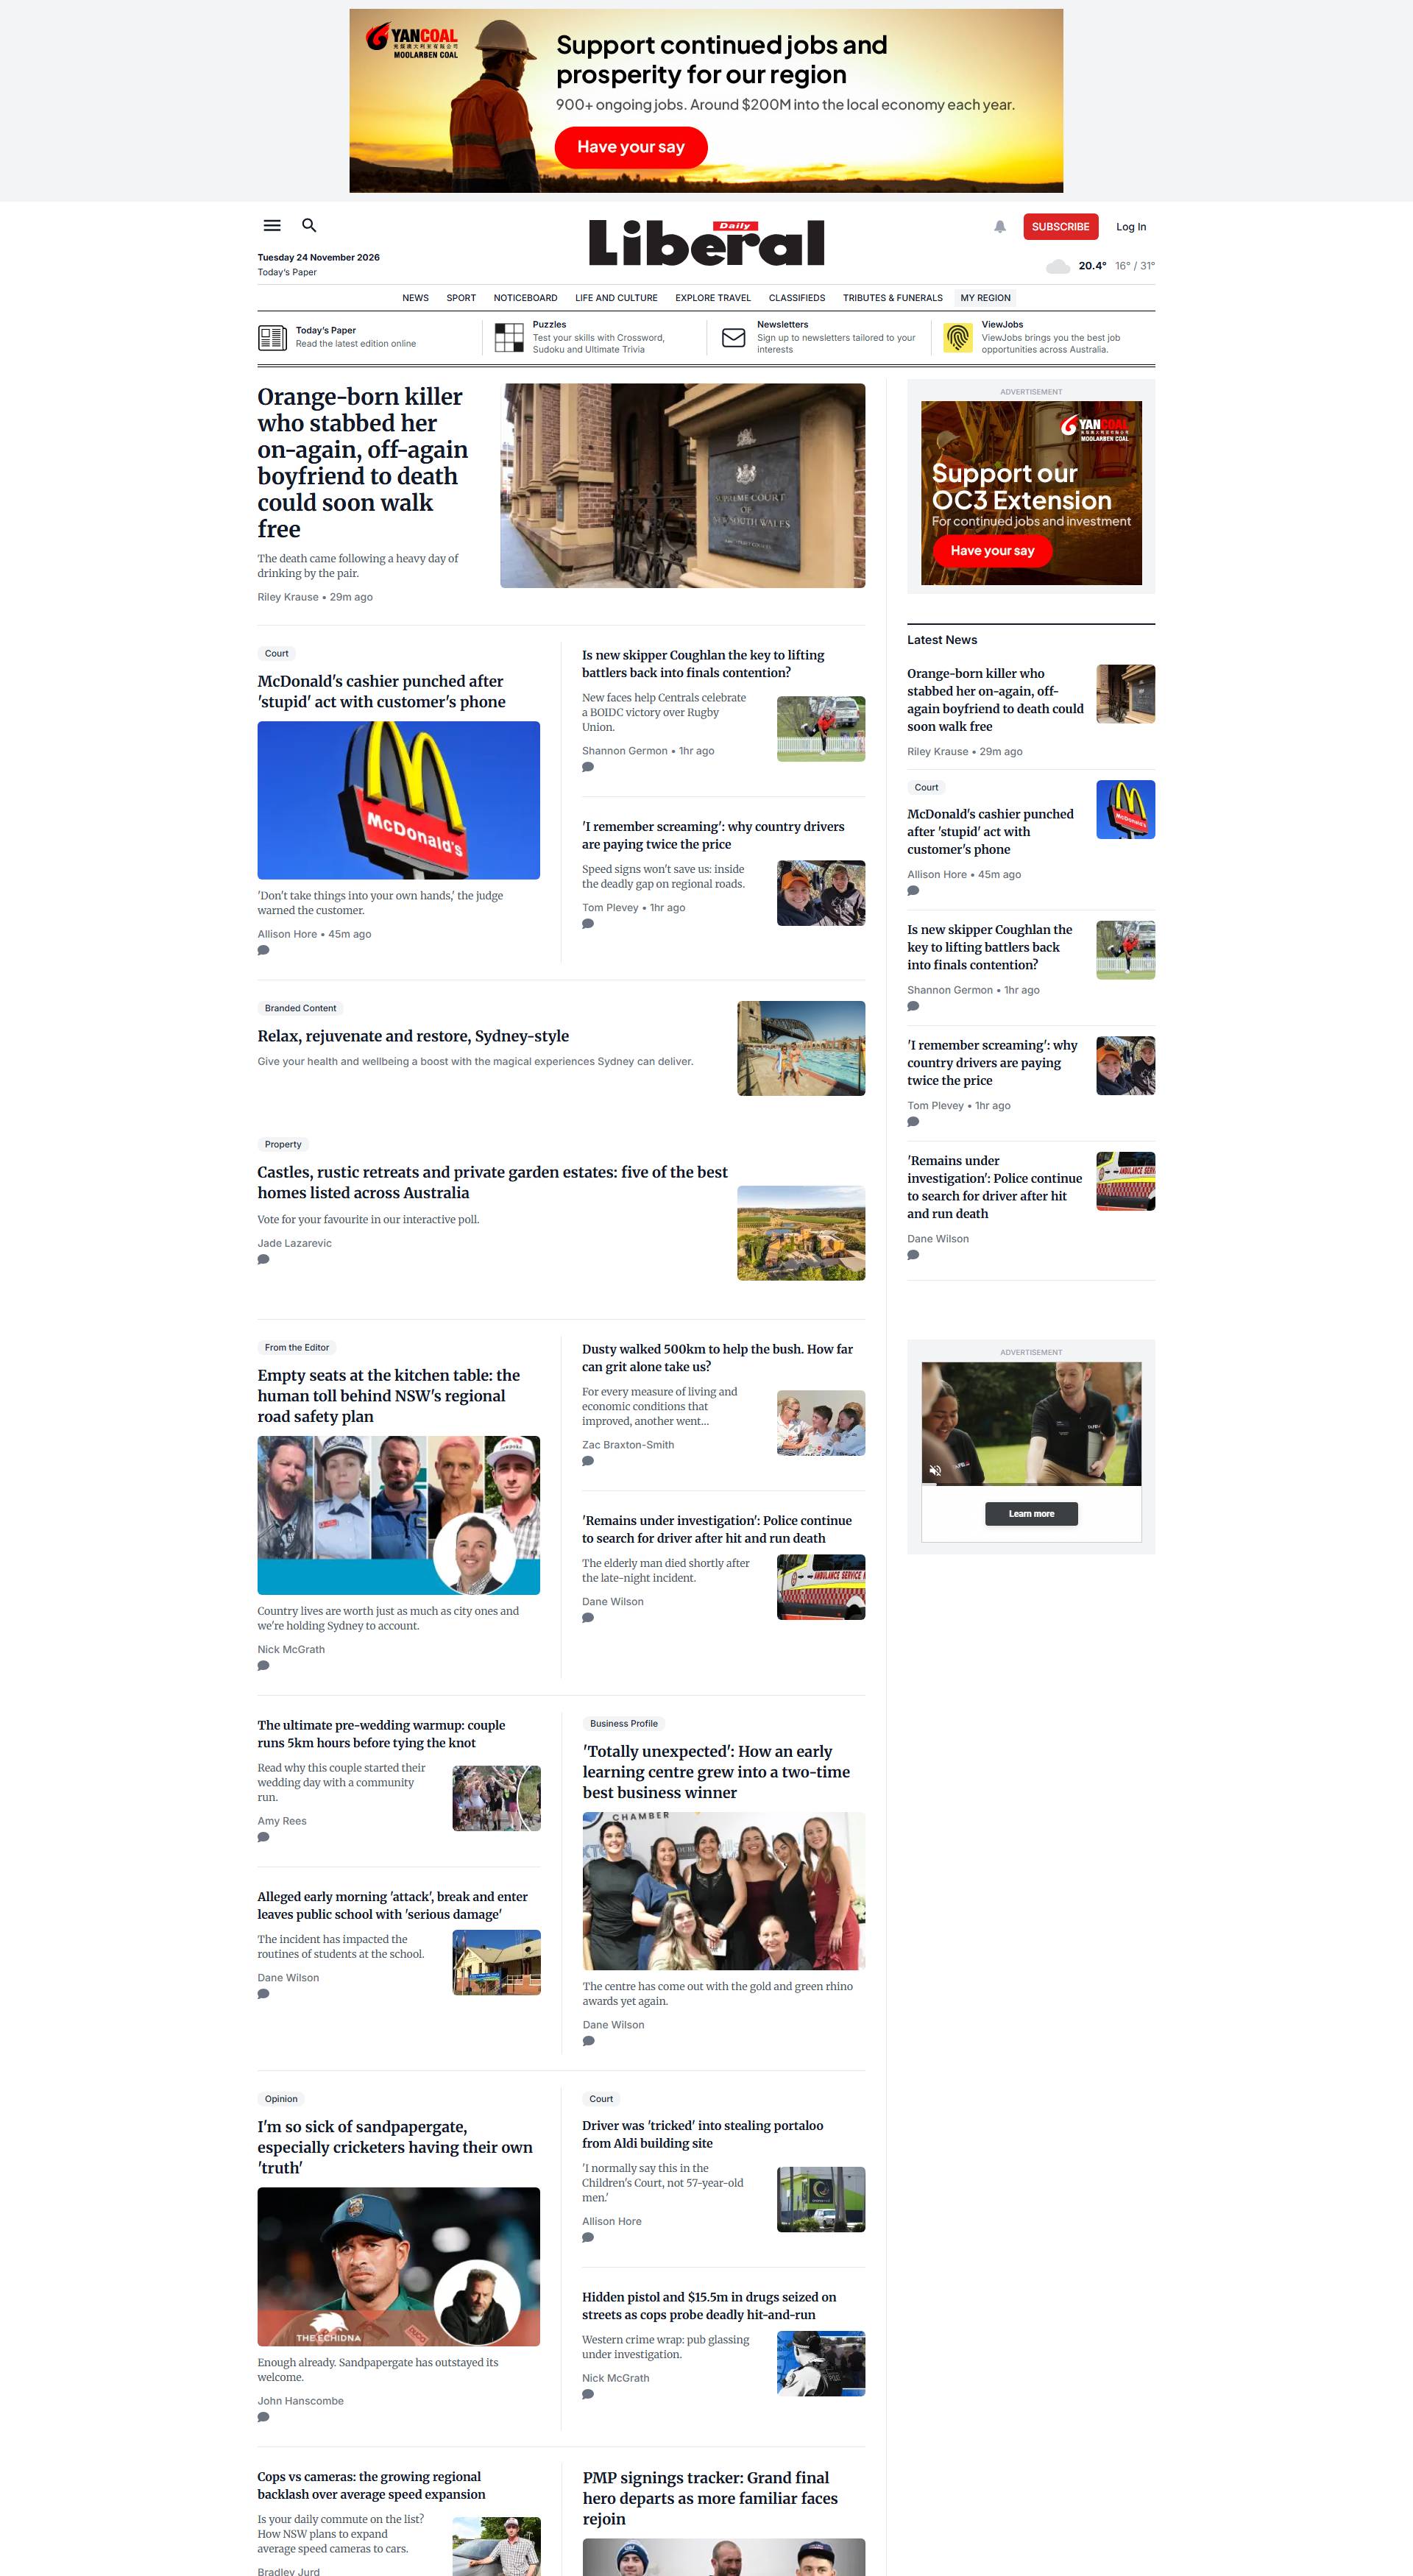 YANCOAL
MOOLARBEN COAL
Support continued jobs and
prosperity for our region
900+ ongoing jobs. Around $200M into the local economy each year.
Have your say
Daily
Liberal
SUBSCRIBE
Log In
Tuesday 24 November 2026
Today's Paper
20.4° 16° / 31°
NEWS SPORT NOTICEBOARD LIFE AND CULTURE EXPLORE TRAVEL CLASSIFIEDS TRIBUTES & FUNERALS MY REGION
Today's Paper
Read the latest edition online
Puzzles
Test your skills with Crossword,
Sudoku and Ultimate Trivia
Newsletters
Sign up to newsletters tailored to your
interests
ViewJobs
ViewJobs brings you the best job
opportunities across Australia.
Orange-born killer
who stabbed her
on-again, off-again
boyfriend to death
could soon walk
free
The death came following a heavy day of
drinking by the pair.
Riley Krause • 29m ago
SUPREME COURT
OF
NEW SOUTH WALES
Court
McDonald's cashier punched after
'stupid' act with customer's phone
McDonald's
'Don't take things into your own hands,' the judge
warned the customer.
Allison Hore • 45m ago
Is new skipper Coughlan the key to lifting
battlers back into finals contention?
New faces help Centrals celebrate
a BOIDC victory over Rugby
Union.
Shannon Germon • 1hr ago
'I remember screaming': why country drivers
are paying twice the price
Speed signs won't save us: inside
the deadly gap on regional roads.
Tom Plevey • 1hr ago
Branded Content
Relax, rejuvenate and restore, Sydney-style
Give your health and wellbeing a boost with the magical experiences Sydney can deliver.
Property
Castles, rustic retreats and private garden estates: five of the best
homes listed across Australia
Vote for your favourite in our interactive poll.
Jade Lazarevic
From the Editor
Empty seats at the kitchen table: the
human toll behind NSW's regional
road safety plan
Country lives are worth just as much as city ones and
we're holding Sydney to account.
Nick McGrath
Dusty walked 500km to help the bush. How far
can grit alone take us?
For every measure of living and
economic conditions that
improved, another went...
Zac Braxton-Smith
'Remains under investigation': Police continue
to search for driver after hit and run death
The elderly man died shortly after
the late-night incident.
AMBULANCE SERVICE
Dane Wilson
The ultimate pre-wedding warmup: couple
runs 5km hours before tying the knot
Read why this couple started their
wedding day with a community
run.
Amy Rees
Alleged early morning 'attack', break and enter
leaves public school with 'serious damage'
The incident has impacted the
routines of students at the school.
Dane Wilson
Business Profile
'Totally unexpected': How an early
learning centre grew into a two-time
best business winner
CHAMBER
The centre has come out with the gold and green rhino
awards yet again.
Dane Wilson
Opinion
I'm so sick of sandpapergate,
especially cricketers having their own
'truth'
THE ECHIDNA
Enough already. Sandpapergate has outstayed its
welcome.
John Hanscombe
Court
Driver was 'tricked' into stealing portaloo
from Aldi building site
'I normally say this in the
Children's Court, not 57-year-old
men.'
Allison Hore
Hidden pistol and $15.5m in drugs seized on
streets as cops probe deadly hit-and-run
Western crime wrap: pub glassing
under investigation.
Nick McGrath
Cops vs cameras: the growing regional
backlash over average speed expansion
Is your daily commute on the list?
How NSW plans to expand
average speed cameras to cars.
Bradley Jurd
PMP signings tracker: Grand final
hero departs as more familiar faces
rejoin
ADVERTISEMENT
YANCOAL
MOOLARBEN COAL
Support our
OC3 Extension
For continued jobs and investment
Have your say
Latest News
Orange-born killer who
stabbed her on-again, off-
again boyfriend to death could
soon walk free
Riley Krause • 29m ago
Court
McDonald's cashier punched
after 'stupid' act with
customer's phone
McDonald's
Allison Hore • 45m ago
Is new skipper Coughlan the
key to lifting battlers back
into finals contention?
Shannon Germon • 1hr ago
'I remember screaming': why
country drivers are paying
twice the price
Tom Plevey • 1hr ago
'Remains under
investigation': Police continue
to search for driver after hit
and run death
Dane Wilson
ADVERTISEMENT
Learn more